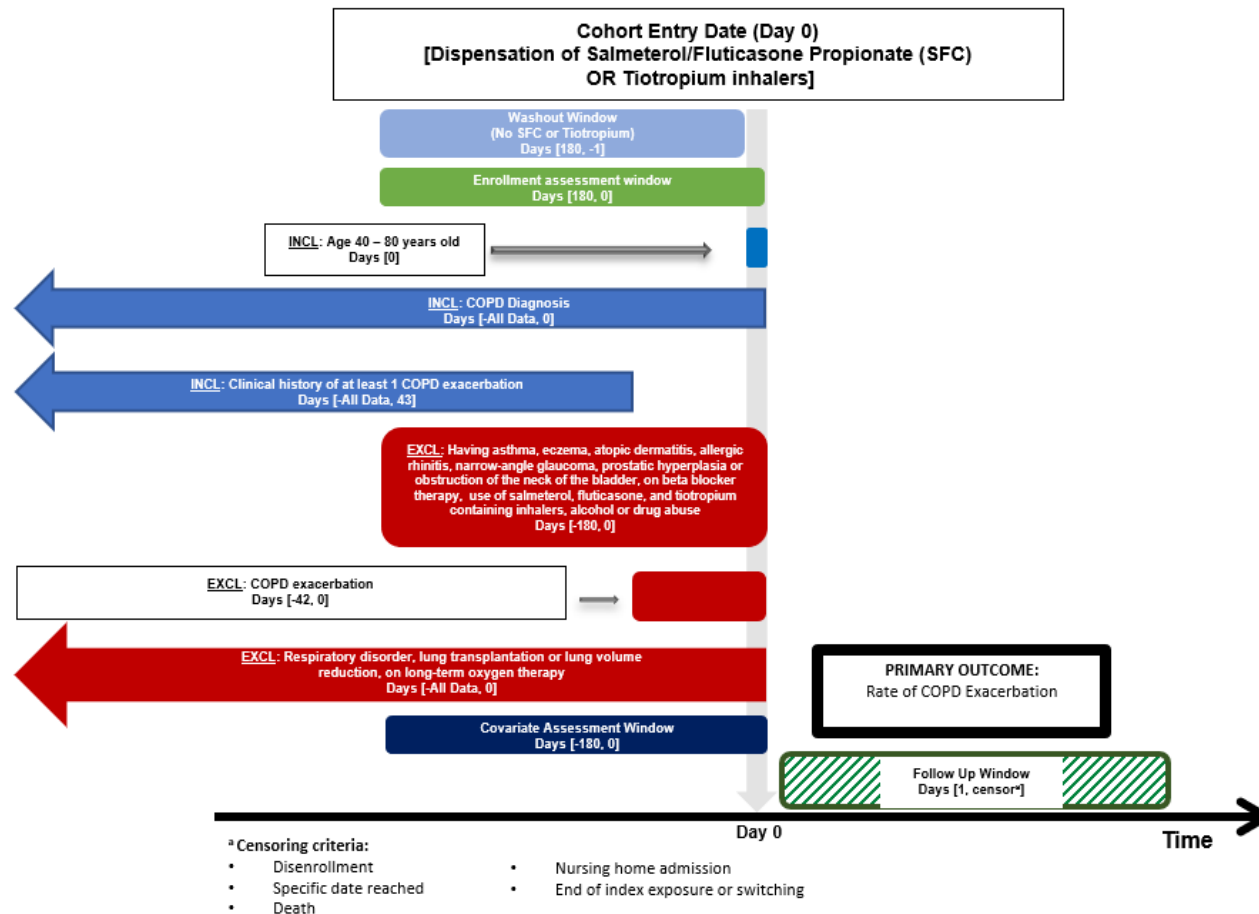 Cohort Entry Date (Day 0)
[Dispensation of Salmeterol/Fluticasone Propionate (SFC)
OR Tiotropium inhalers]
Washout Window
(No SFC or Tiotropium)
Days [180, -1]
Enrollment assessment window
Days [180, 0]
INCL: Age 40 – 80 years old
Days [0]
INCL: COPD Diagnosis
Days [-All Data, 0]
INCL: Clinical history of at least 1 COPD exacerbation
Days [-All Data, 43]
EXCL: Having asthma, eczema, atopic dermatitis, allergic
rhinitis, narrow-angle glaucoma, prostatic hyperplasia or
obstruction of the neck of the bladder, on beta blocker
therapy, use of salmeterol, fluticasone, and tiotropium
containing inhalers, alcohol or drug abuse
Days [-180, 0]
EXCL: COPD exacerbation
Days [-42, 0]
EXCL: Respiratory disorder, lung transplantation or lung volume
reduction, on long-term oxygen therapy
Days [-All Data, 0]
PRIMARY OUTCOME:
Rate of COPD Exacerbation
Covariate Assessment Window
Days [-180, 0]
Follow Up Window
Days [1, censorᵃ]
Day 0
Time
ᵃ Censoring criteria:
• Disenrollment
• Specific date reached
• Death
• Nursing home admission
• End of index exposure or switching